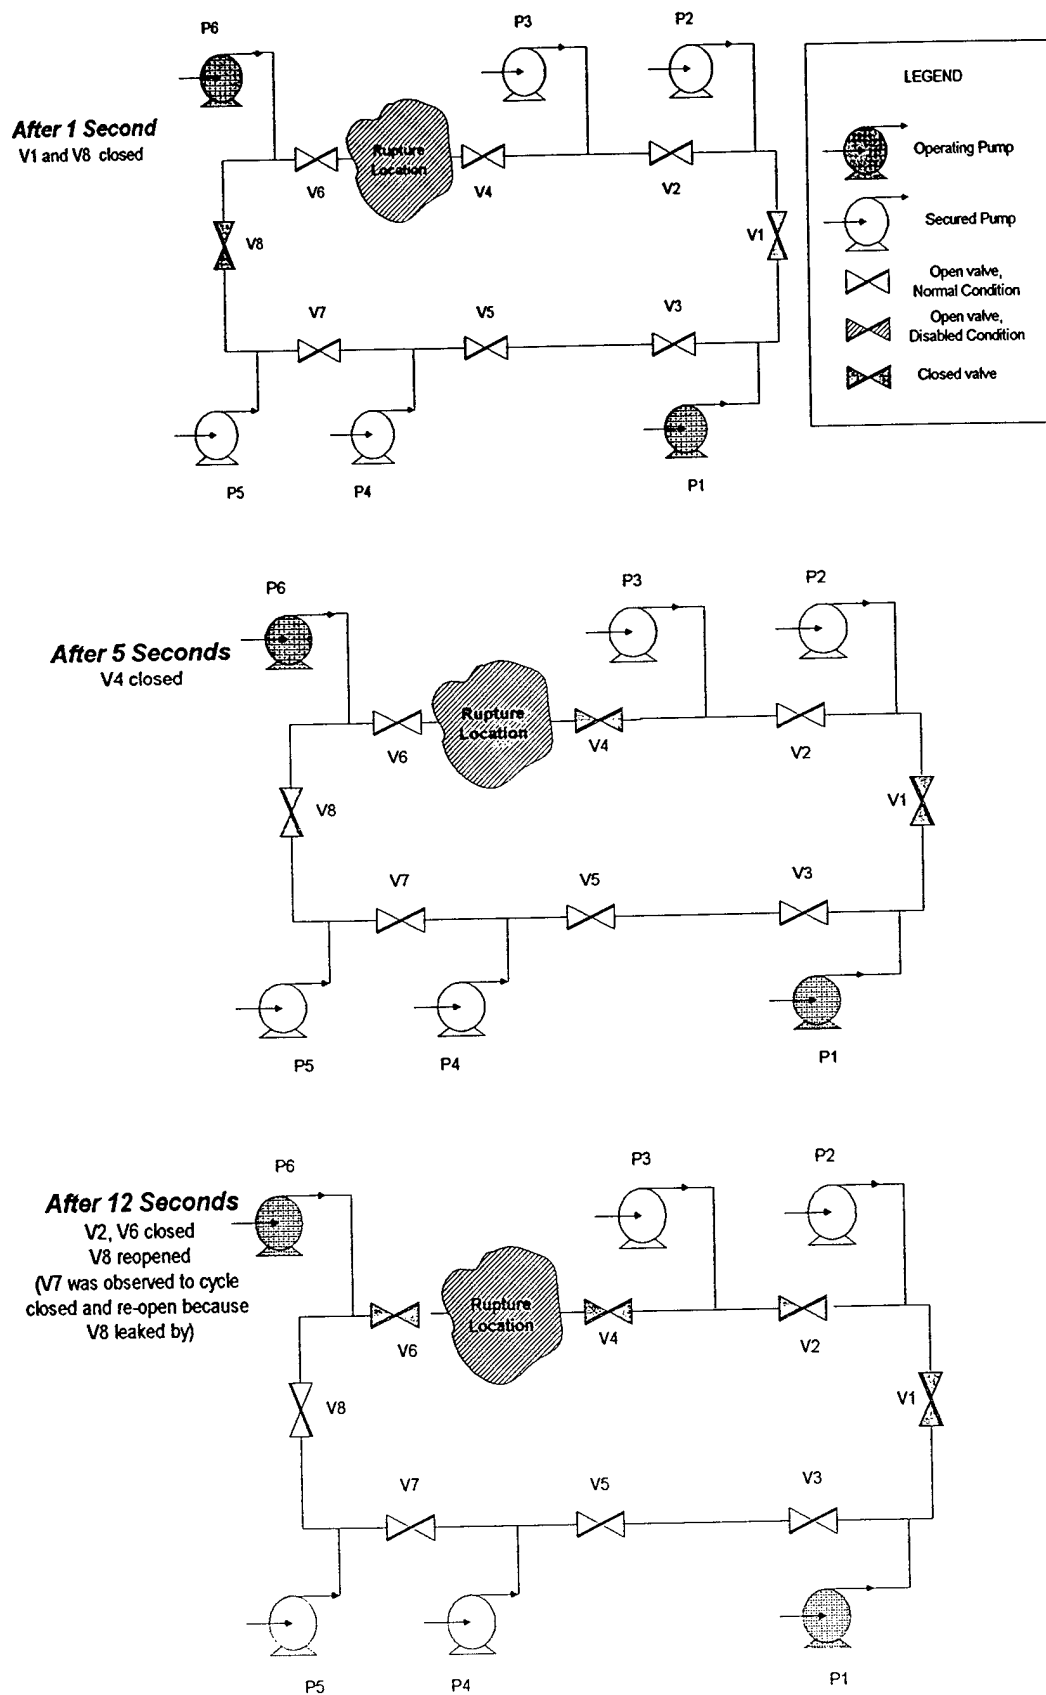 P6
P3
P2
LEGEND
After 1 Second
V1 and V8 closed
Rupture
Location
Operating Pump
V6
V4
V2
V8
V1
Secured Pump
Open valve,
Normal Condition
V7
V5
V3
Open valve,
Disabled Condition
Closed valve
P5
P4
P1
P6
P3
P2
After 5 Seconds
V4 closed
Rupture
Location
V6
V4
V2
V8
V1
V7
V5
V3
P5
P4
P1
P6
P3
P2
After 12 Seconds
V2, V6 closed
V8 reopened
(V7 was observed to cycle
closed and re-open because
V8 leaked by)
Rupture
Location
V6
V4
V2
V8
V1
V7
V5
V3
P5
P4
P1